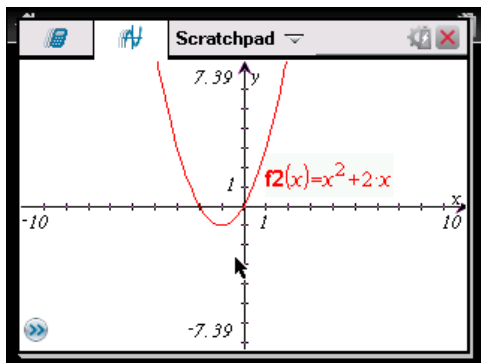 Scratchpad
7.39 y
f2(x)=x²+2·x
1
x
-10 1 10
-7.39